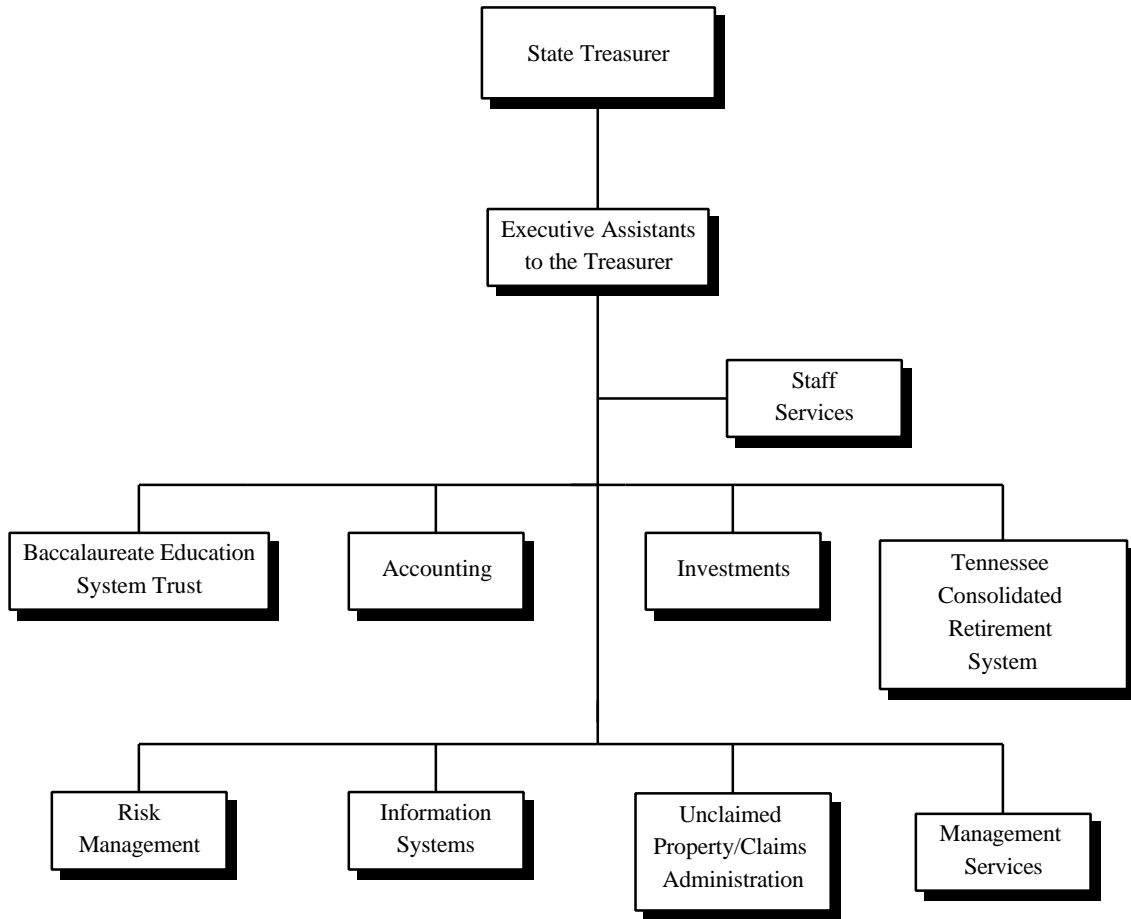 State Treasurer
Executive Assistants
to the Treasurer
Staff
Services
Baccalaureate Education
System Trust
Accounting
Investments
Tennessee
Consolidated
Retirement
System
Risk
Management
Information
Systems
Unclaimed
Property/Claims
Administration
Management
Services